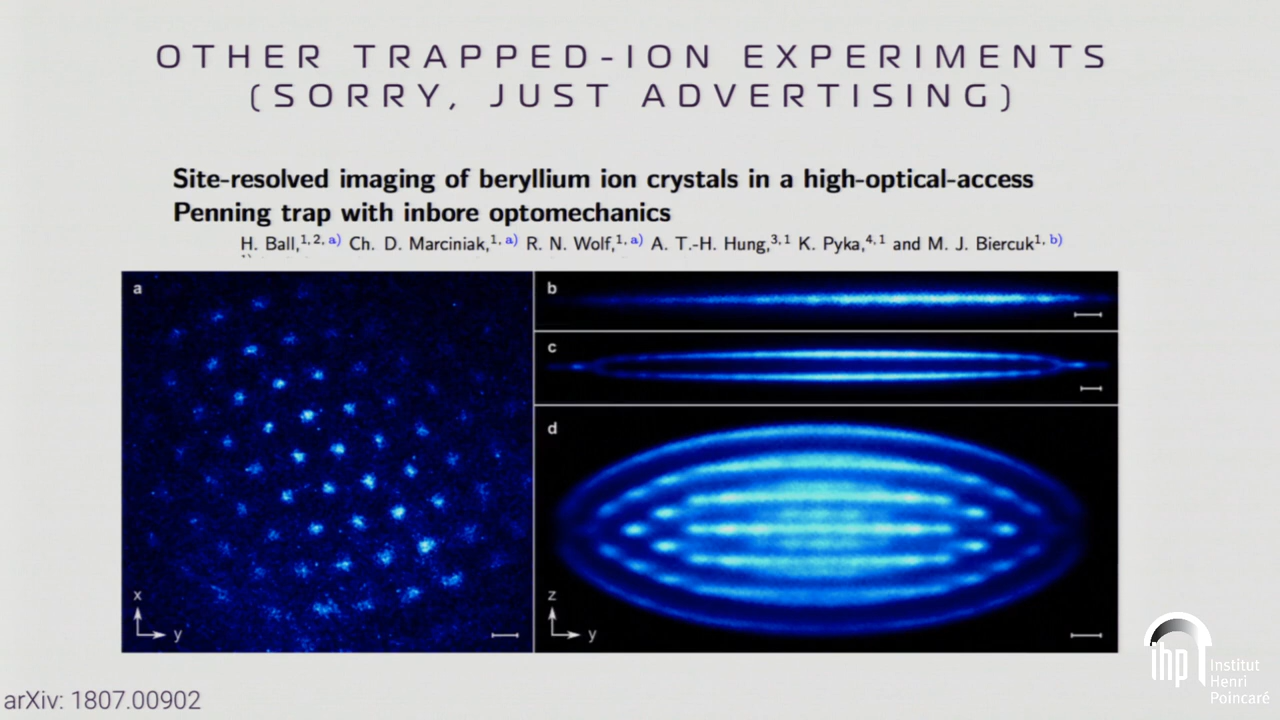 OTHER TRAPPED-ION EXPERIMENTS
(SORRY, JUST ADVERTISING)
Site-resolved imaging of beryllium ion crystals in a high-optical-access
Penning trap with inbore optomechanics
H. Ball,1, 2, a) Ch. D. Marciniak,1, a) R. N. Wolf,1, a) A. T.-H. Hung,3, 1 K. Pyka,4, 1 and M. J. Biercuk1, b)
a
b
c
d
x
y
z
y
ihp
Institut
Henri
Poincaré
arXiv: 1807.00902